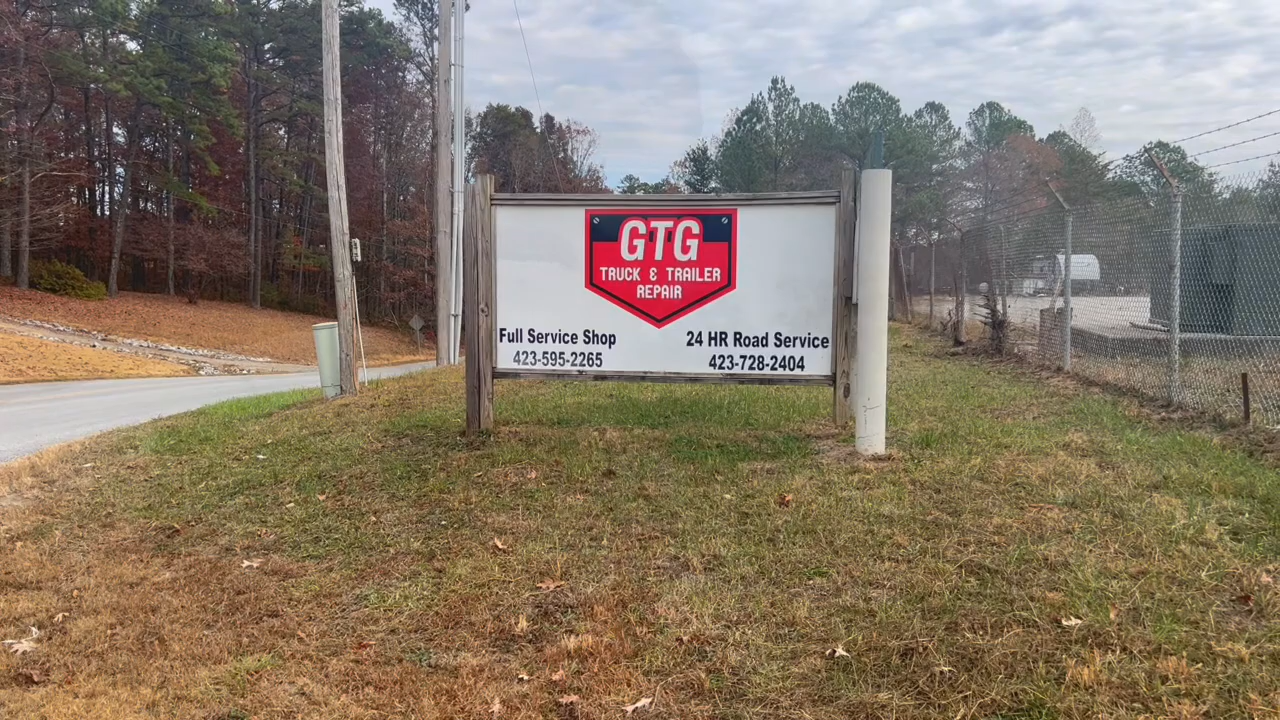 GTG
TRUCK & TRAILER
REPAIR
Full Service Shop
423-595-2265
24 HR Road Service
423-728-2404